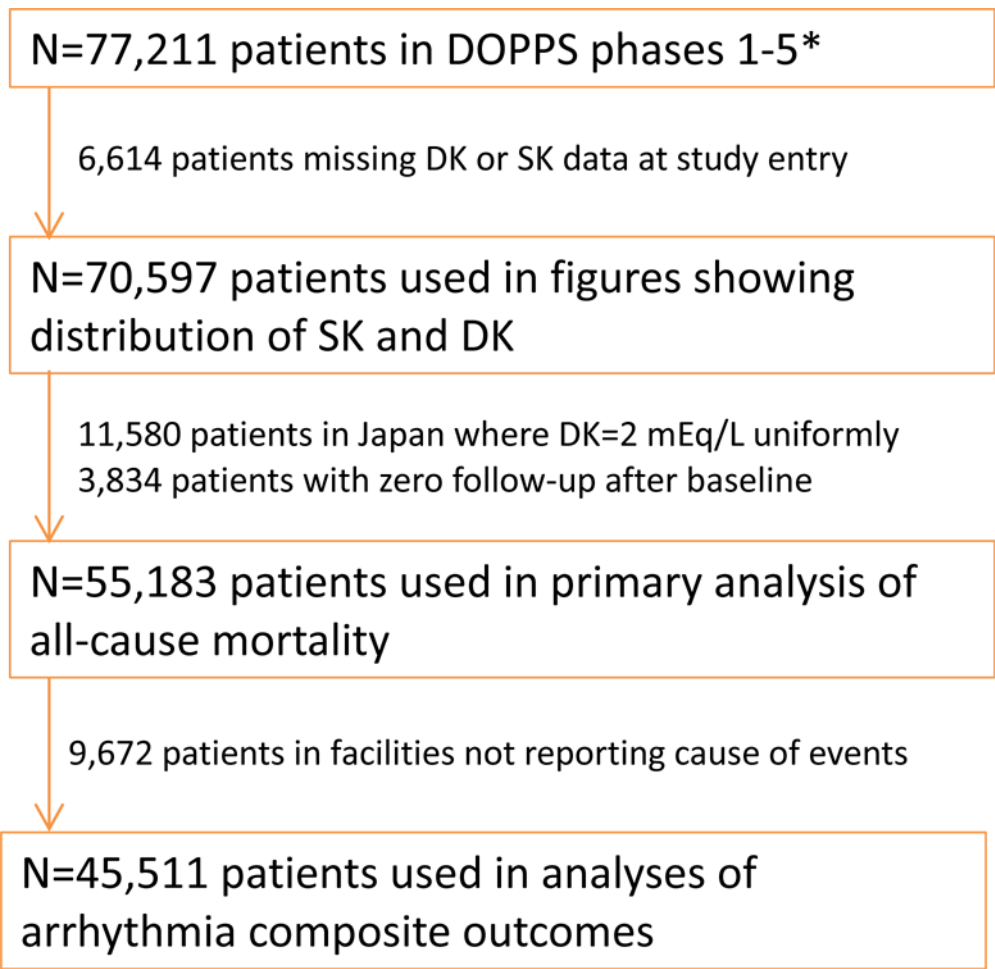 N=77,211 patients in DOPPS phases 1-5*
6,614 patients missing DK or SK data at study entry
N=70,597 patients used in figures showing
distribution of SK and DK
11,580 patients in Japan where DK=2 mEq/L uniformly
3,834 patients with zero follow-up after baseline
N=55,183 patients used in primary analysis of
all-cause mortality
9,672 patients in facilities not reporting cause of events
N=45,511 patients used in analyses of
arrhythmia composite outcomes